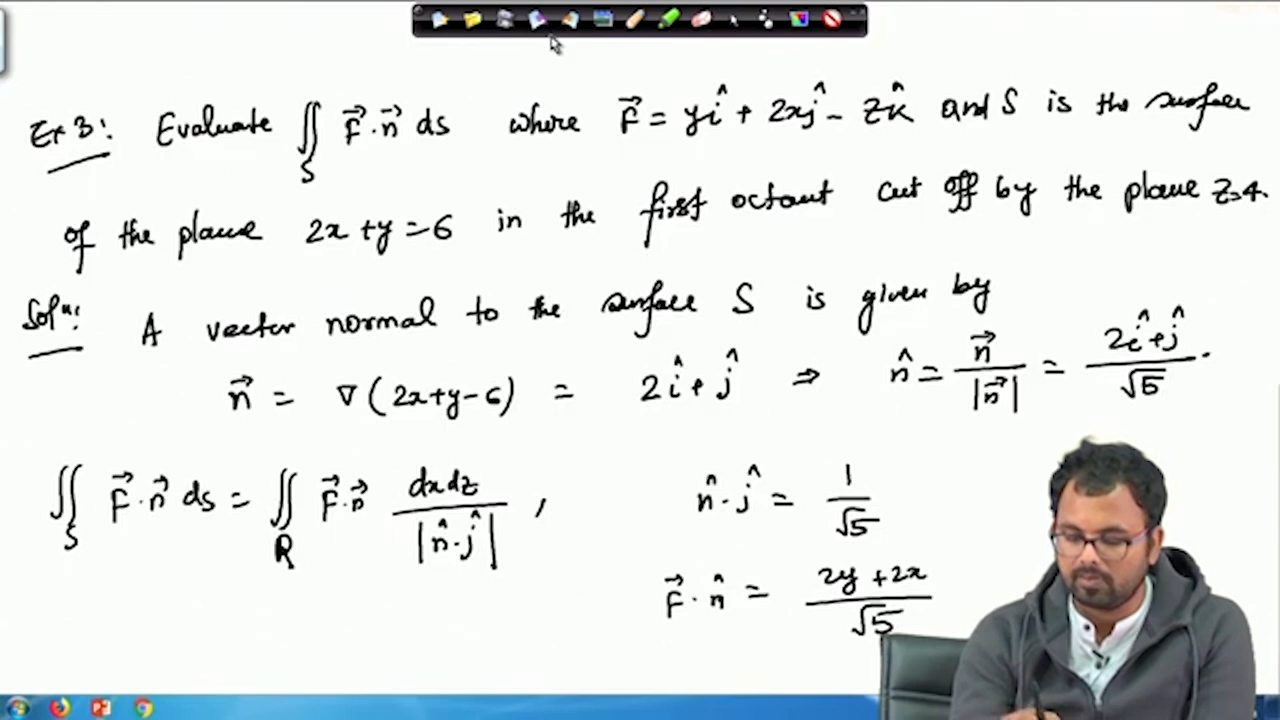 Ex 3: Evaluate ∬_S F⃗·n⃗ ds where F⃗ = yî + 2xĵ - zk̂ and S is the surface
of the plane 2x + y = 6 in the first octant cut off by the plane z=4.
Solⁿ: A vector normal to the surface S is given by
n⃗ = ∇(2x+y-6) = 2î+ĵ ⇒ n̂ = n⃗/|n⃗| = (2î+ĵ)/√5.
∬_S F⃗·n⃗ ds = ∬_R F⃗·n⃗ dxdz/|n̂·ĵ| , n̂·ĵ = 1/√5
F⃗·n̂ = (2y+2x)/√5